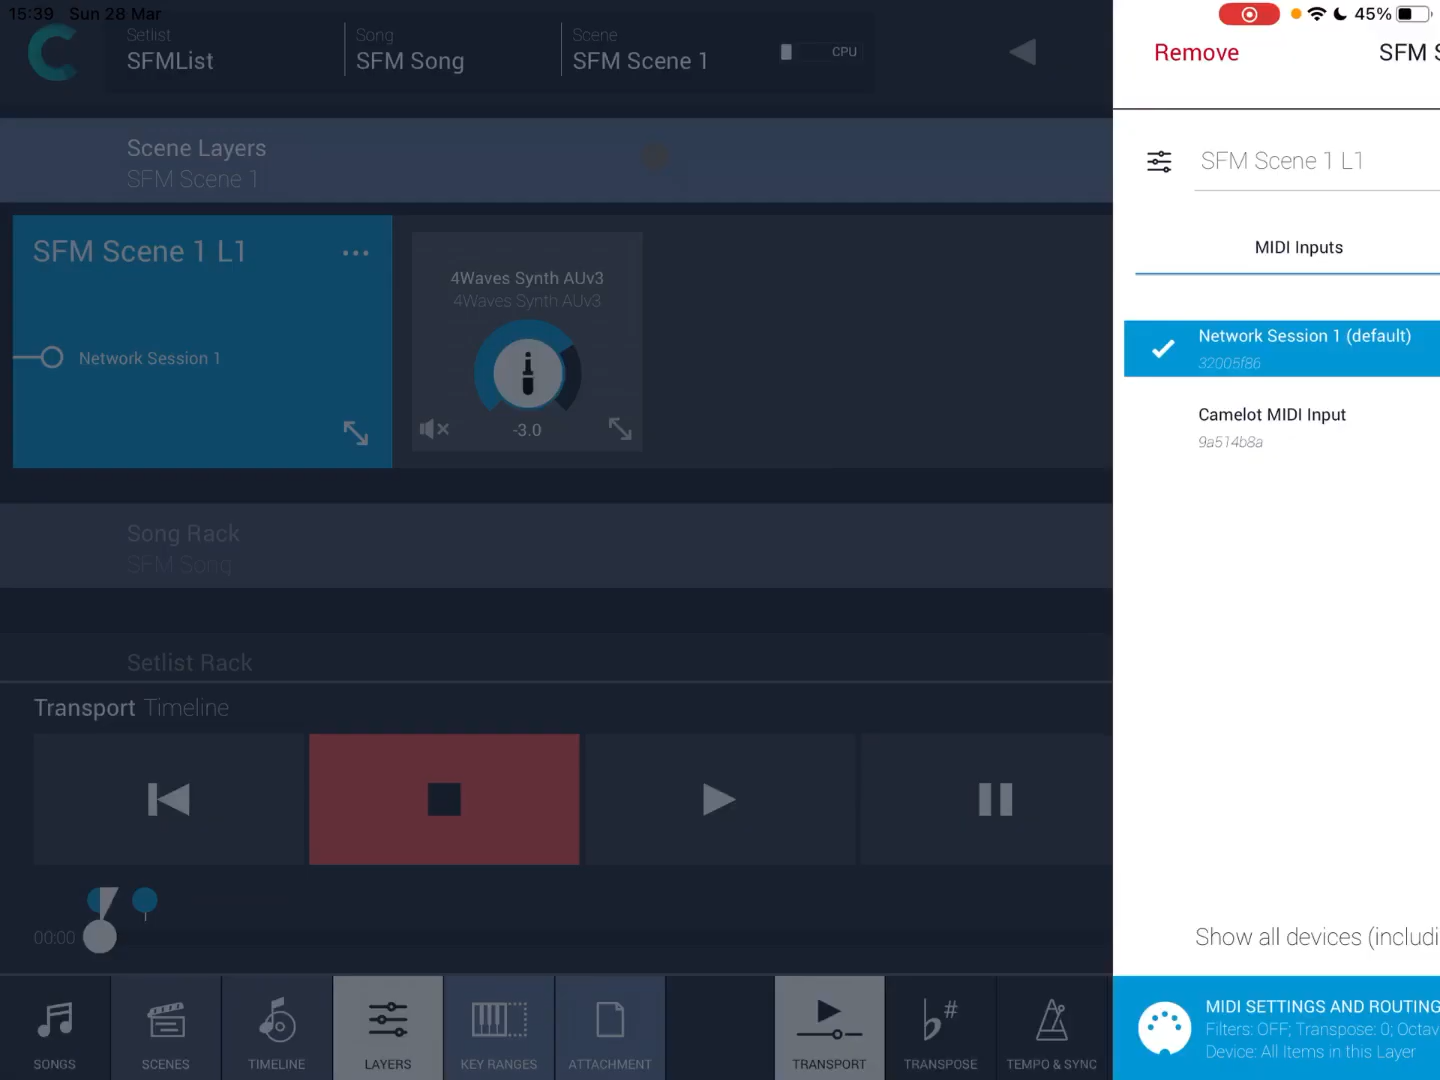 15:39 Sun 28 Mar
45%
Setlist
SFMList
Song
SFM Song
Scene
SFM Scene 1
CPU
Remove
SFM S
Scene Layers
SFM Scene 1
SFM Scene 1 L1
SFM Scene 1 L1
...
MIDI Inputs
4Waves Synth AUv3
4Waves Synth AUv3
Network Session 1
Network Session 1 (default)
32005f86
Camelot MIDI Input
9a514b8a
-3.0
Song Rack
SFM Song
Setlist Rack
Transport Timeline
00:00
Show all devices (includi
SONGS
SCENES
TIMELINE
LAYERS
KEY RANGES
ATTACHMENT
TRANSPORT
TRANSPOSE
TEMPO & SYNC
MIDI SETTINGS AND ROUTING
Filters: OFF; Transpose: 0; Octav
Device: All Items in this Layer